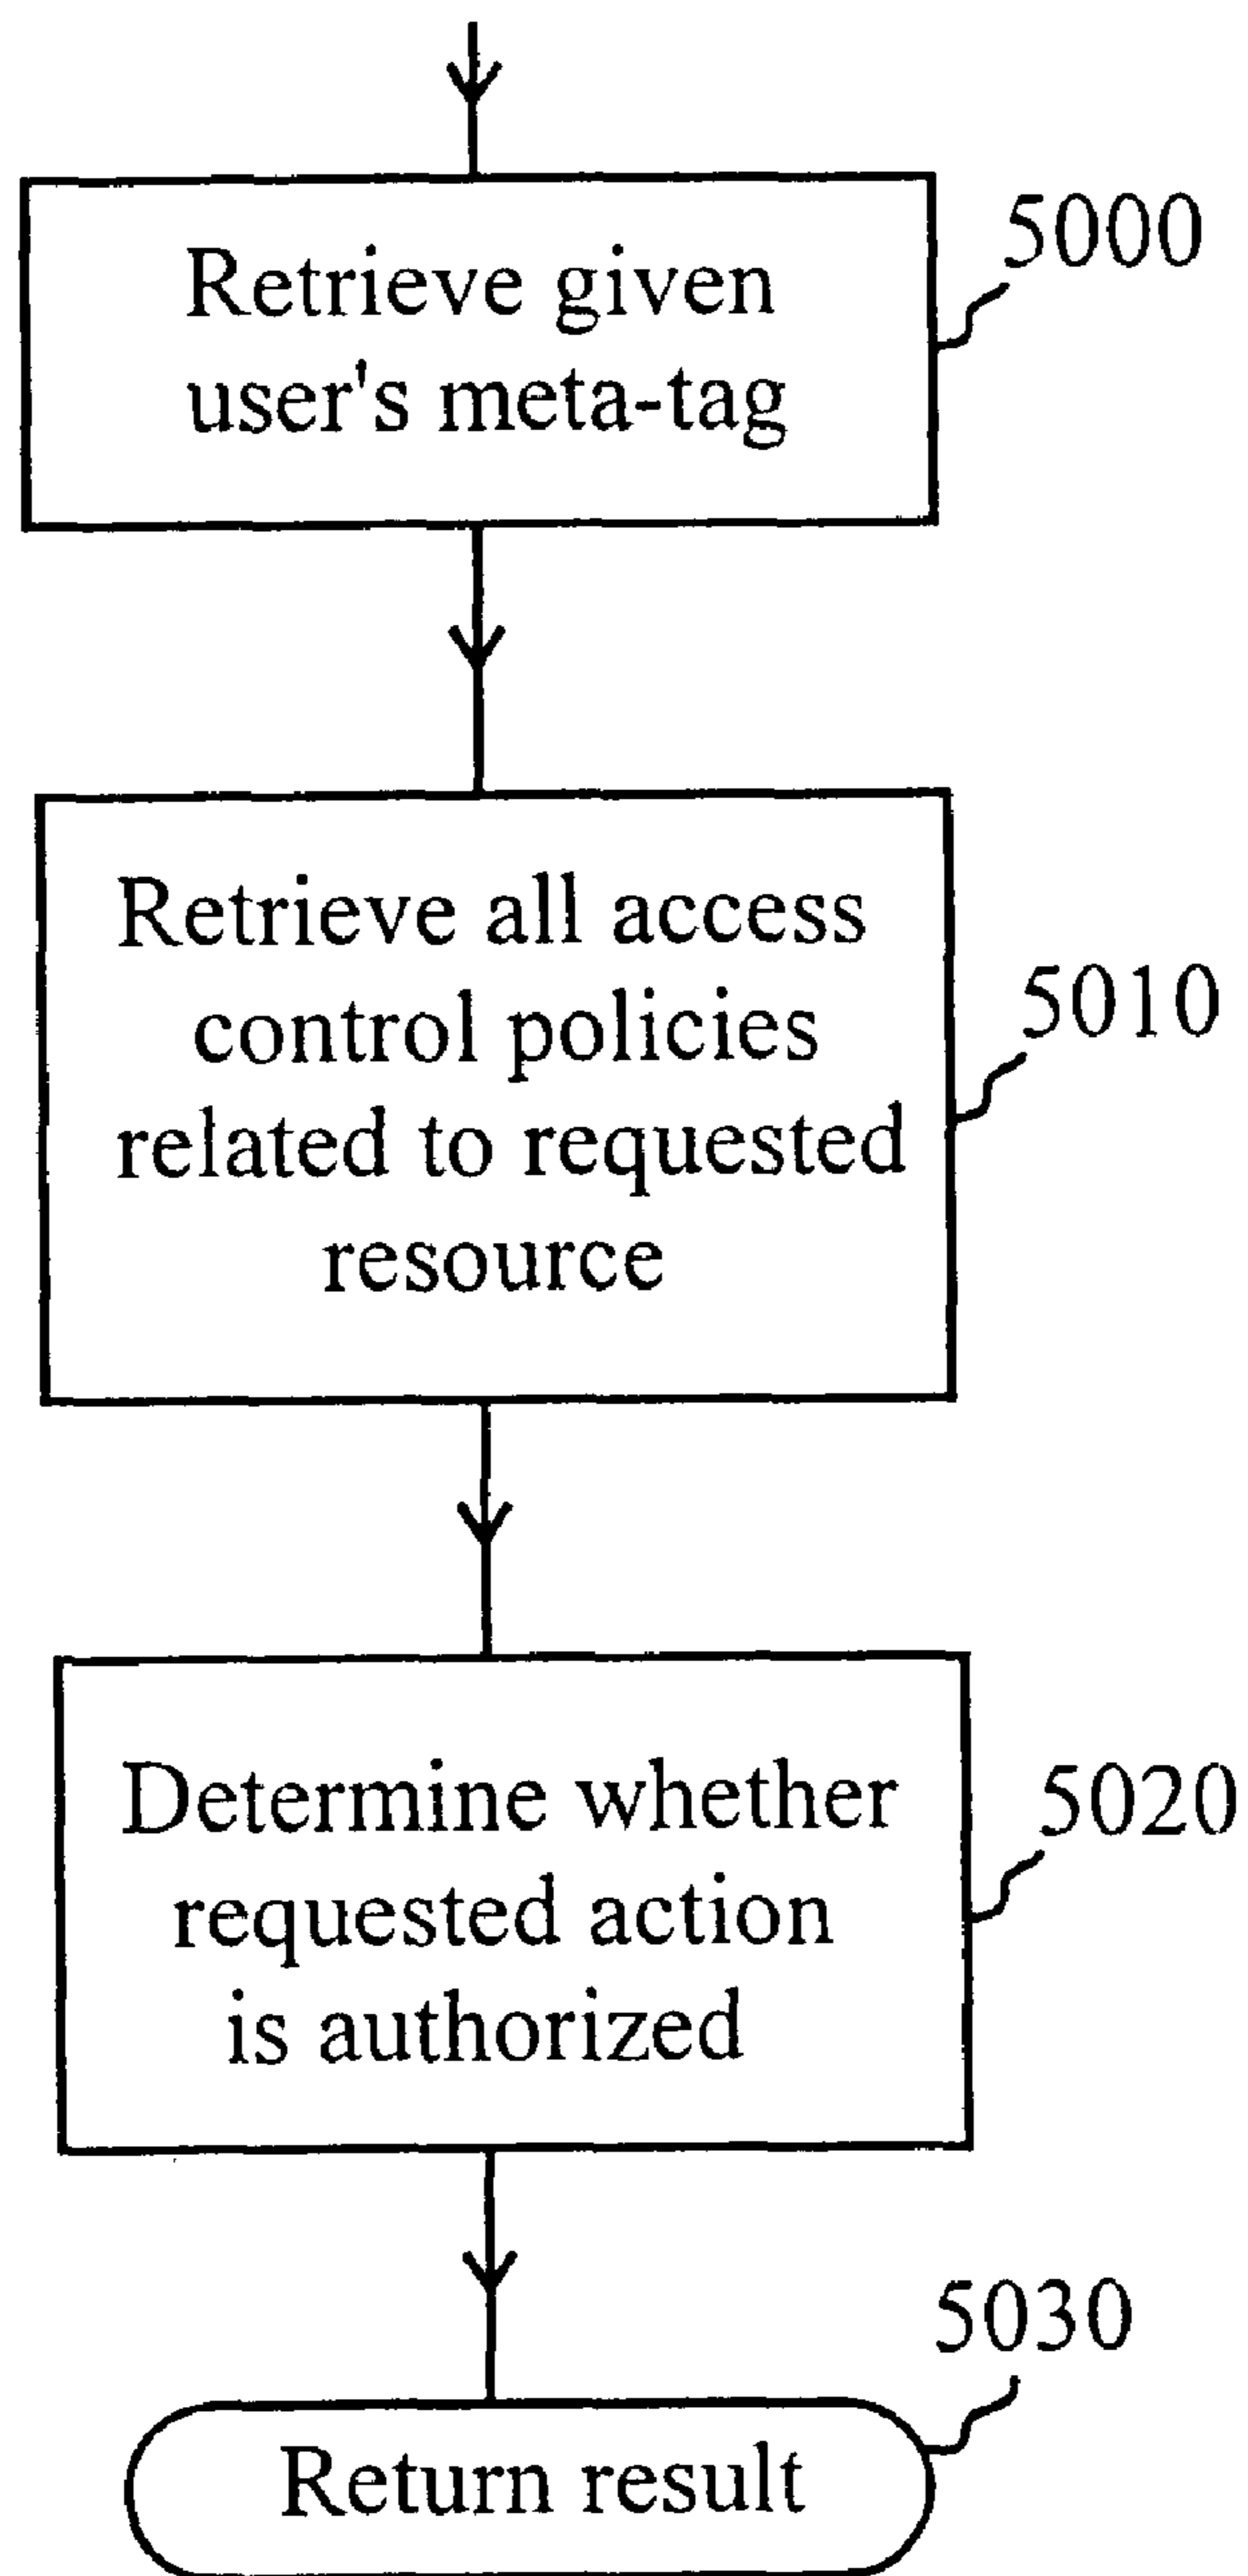 5000
Retrieve given
user's meta-tag
5010
Retrieve all access
control policies
related to requested
resource
5020
Determine whether
requested action
is authorized
5030
Return result